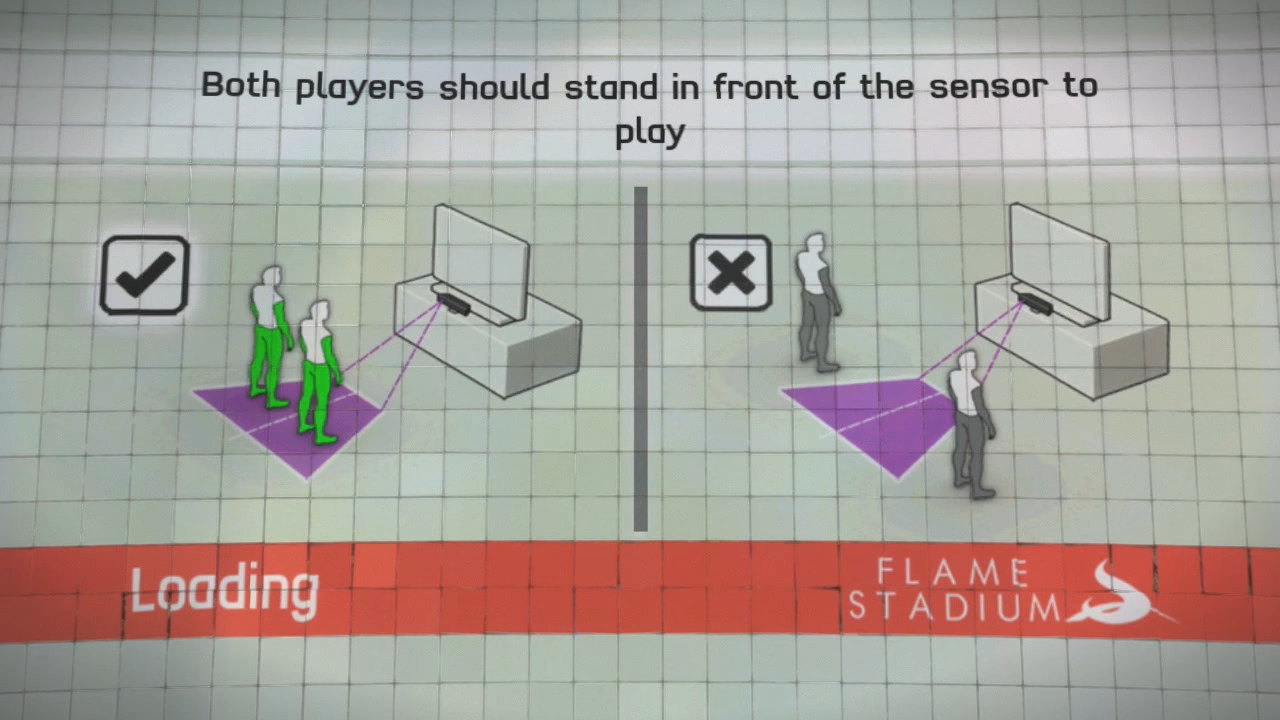 Both players should stand in front of the sensor to
play
Loading
FLAME
STADIUM